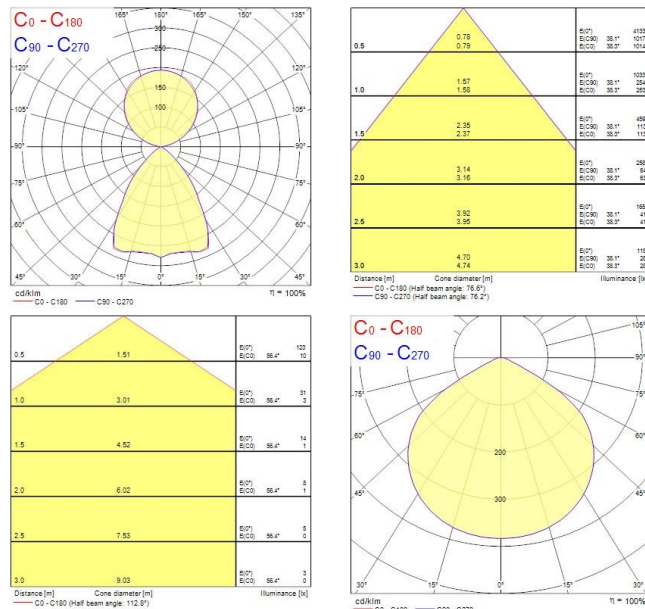 C0 - C180
C90 - C270
165° 180° 165° 135°
300
250
120° 120°
150
105° 100 105°
90° 90°
75° 75°
60° 60°
45° 30° 15° 0° 15° 30° 45°
cd/klm η = 100%
C0 - C180 C90 - C270
0.5 0.78 0.79 E(0°) 4133
E(C90) 38.1° 1017
E(C0) 38.3° 1014
1.0 1.57 1.58 E(0°) 1033
E(C90) 38.1° 254
E(C0) 38.3° 253
1.5 2.35 2.37 E(0°) 459
E(C90) 38.1° 113
E(C0) 38.3° 113
2.0 3.14 3.16 E(0°) 258
E(C90) 38.1° 64
E(C0) 38.3° 63
2.5 3.92 3.95 E(0°) 165
E(C90) 38.1° 41
E(C0) 38.3° 41
3.0 4.70 4.74 E(0°) 115
E(C90) 38.1° 28
E(C0) 38.3° 28
Distance [m] Cone diameter [m] Illuminance [lx
C0 - C180 (Half beam angle: 76.6°)
C90 - C270 (Half beam angle: 76.2°)
0.5 1.51 E(0°) 123
E(C0) 56.4° 10
1.0 3.01 E(0°) 31
E(C0) 56.4° 3
1.5 4.52 E(0°) 14
E(C0) 56.4° 1
2.0 6.02 E(0°) 8
E(C0) 56.4° 1
2.5 7.53 E(0°) 5
E(C0) 56.4° 0
3.0 9.03 E(0°) 3
E(C0) 56.4° 0
Distance [m] Cone diameter [m] Illuminance [lx]
C0 - C180 (Half beam angle: 112.8°)
C0 - C180
C90 - C270
105°
90°
75° 75°
60° 200 60°
45° 300 45°
30° 15° 0° 15° 30°
cd/klm η = 100%